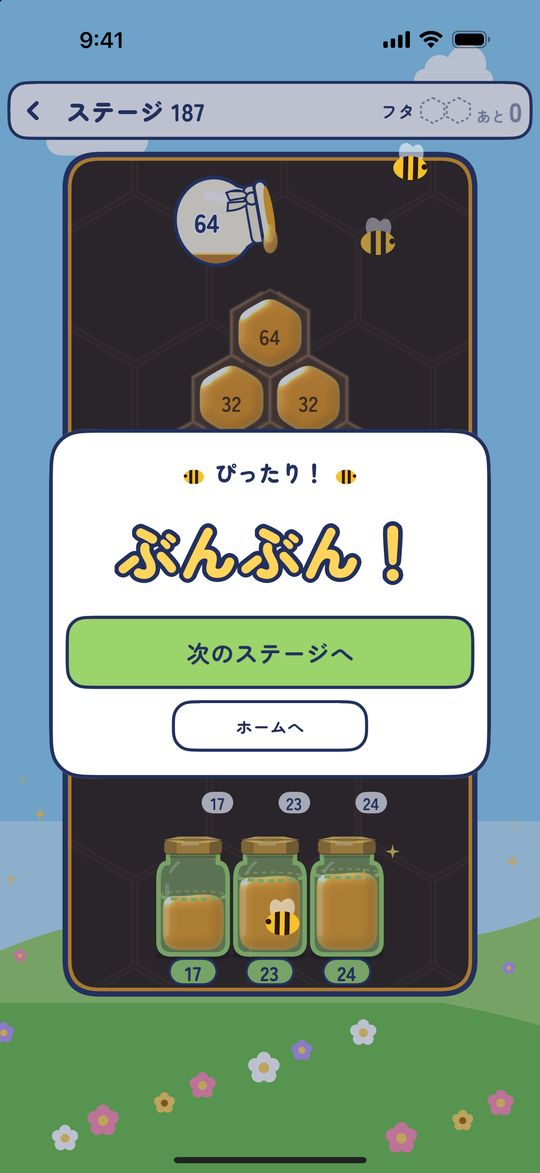 9:41
ステージ 187
フタ あと 0
64
64
32 32
ぴったり！
ぶんぶん！
次のステージへ
ホームへ
17 23 24
17 23 24